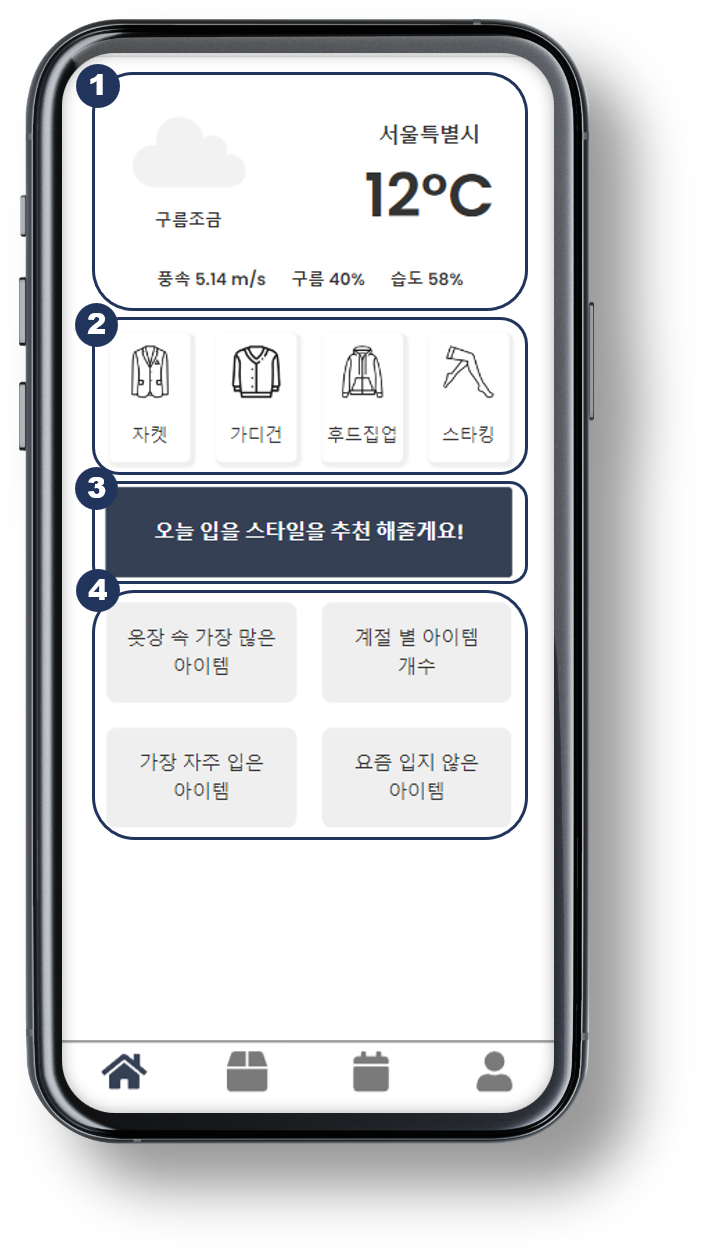 1
서울특별시
12°C
구름조금
풍속 5.14 m/s 구름 40% 습도 58%
2
자켓 가디건 후드집업 스타킹
3
오늘 입을 스타일을 추천 해줄게요!
4
옷장 속 가장 많은
아이템
계절 별 아이템
개수
가장 자주 입은
아이템
요즘 입지 않은
아이템